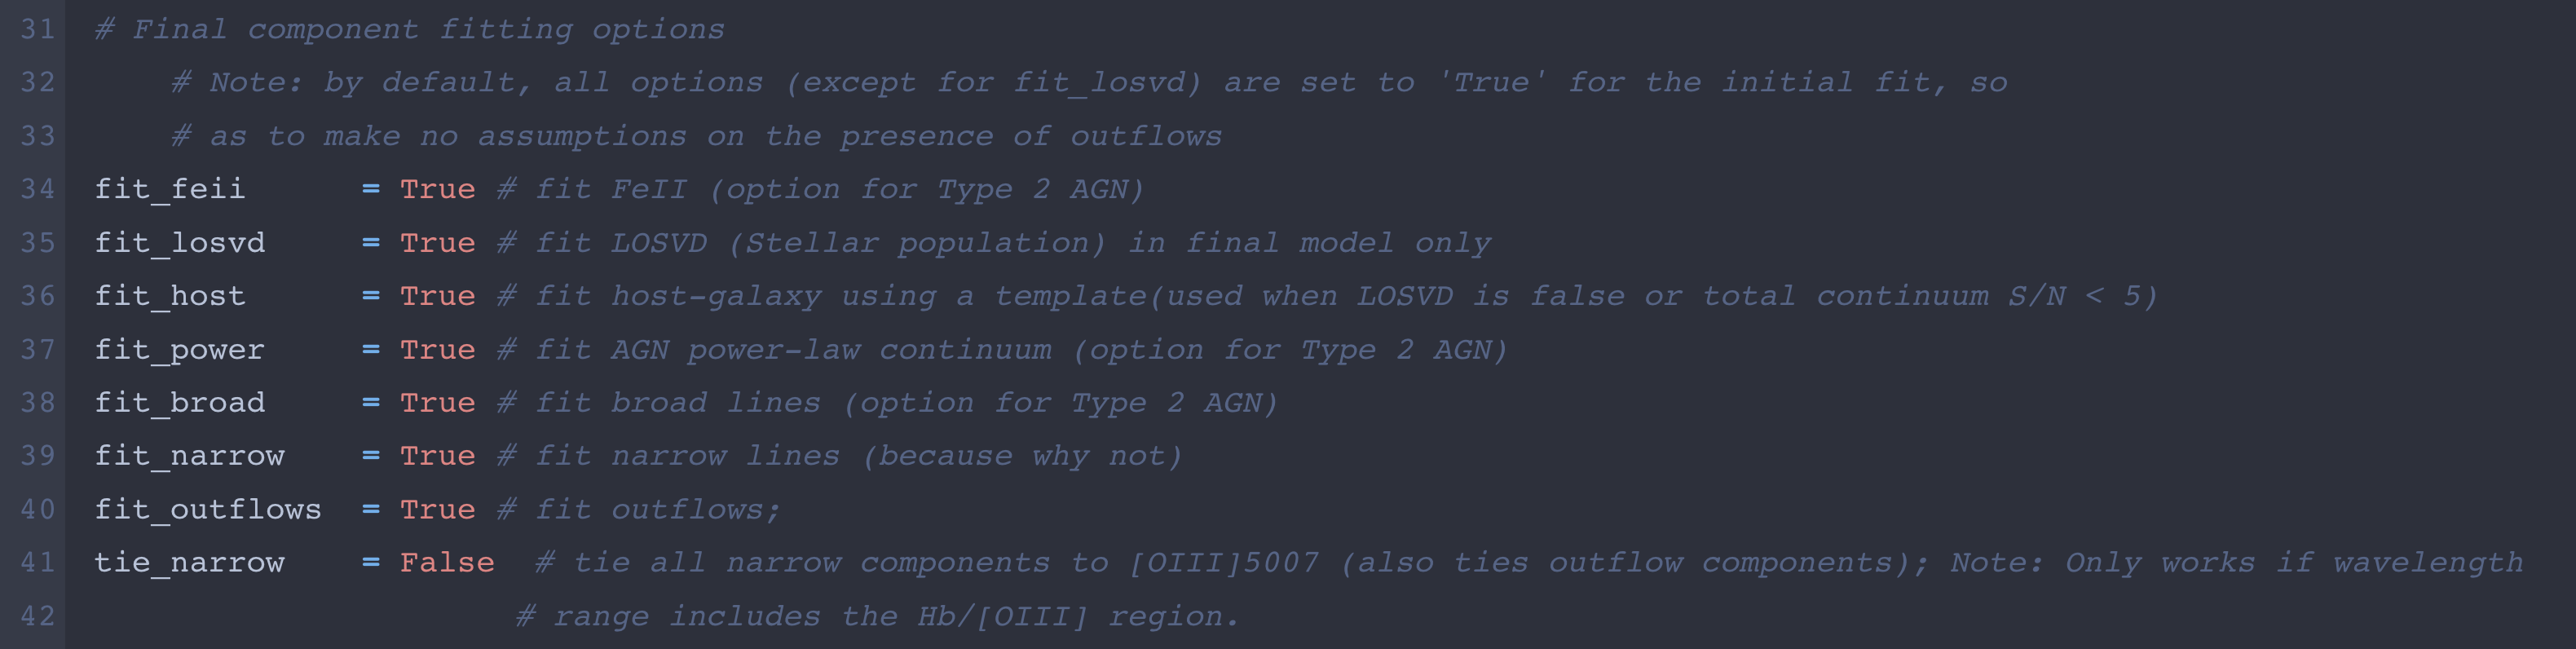 31 # Final component fitting options
32     # Note: by default, all options (except for fit_losvd) are set to 'True' for the initial fit, so
33     # as to make no assumptions on the presence of outflows
34 fit_feii      = True # fit FeII (option for Type 2 AGN)
35 fit_losvd     = True # fit LOSVD (Stellar population) in final model only
36 fit_host      = True # fit host-galaxy using a template(used when LOSVD is false or total continuum S/N < 5)
37 fit_power     = True # fit AGN power-law continuum (option for Type 2 AGN)
38 fit_broad     = True # fit broad lines (option for Type 2 AGN)
39 fit_narrow    = True # fit narrow lines (because why not)
40 fit_outflows  = True # fit outflows;
41 tie_narrow    = False  # tie all narrow components to [OIII]5007 (also ties outflow components); Note: Only works if wavelength
42                       # range includes the Hb/[OIII] region.